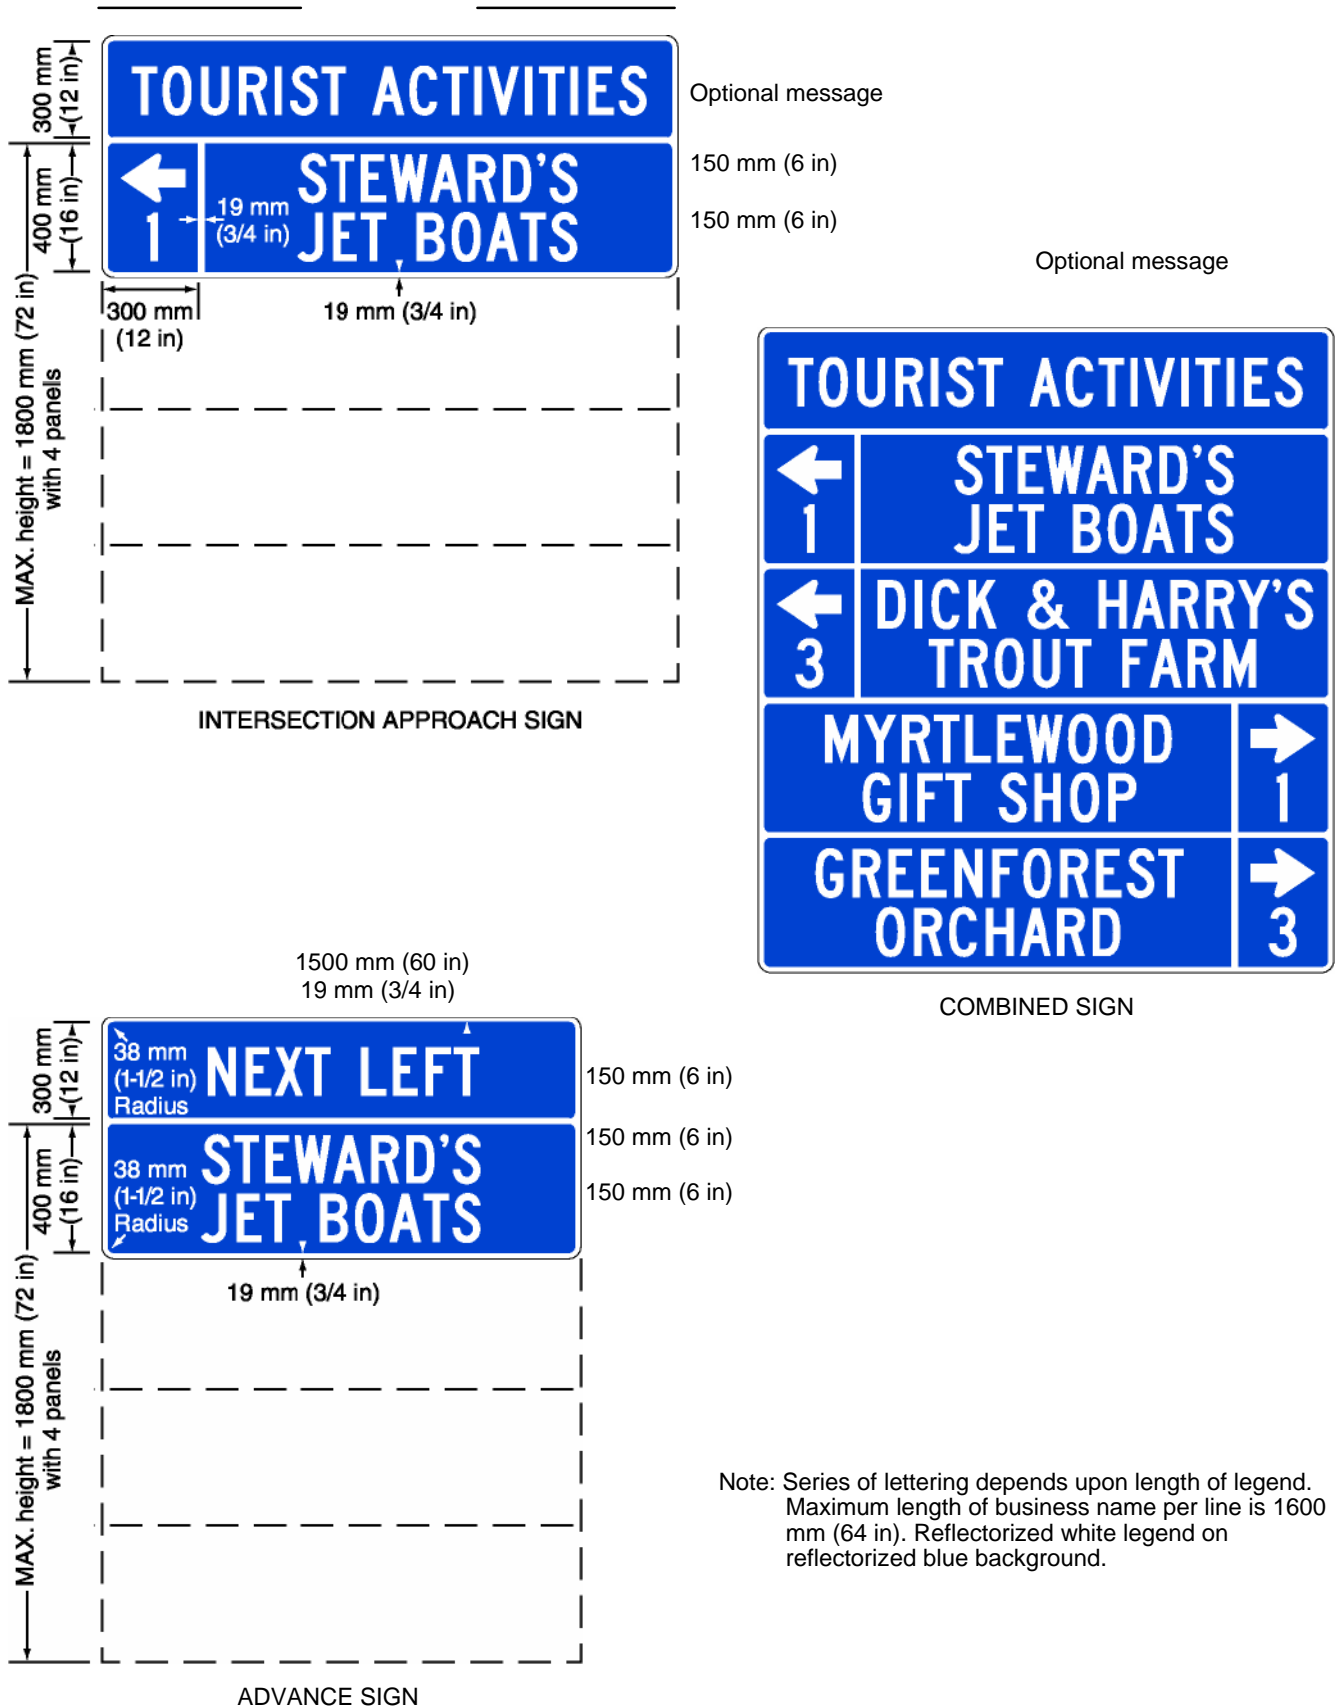 300 mm
(12 in)
TOURIST ACTIVITIES
Optional message
MAX. height = 1800 mm (72 in)
with 4 panels
400 mm
(16 in)
1
19 mm
(3/4 in)
STEWARD'S
JET BOATS
150 mm (6 in)
150 mm (6 in)
300 mm
(12 in)
19 mm (3/4 in)
INTERSECTION APPROACH SIGN
Optional message
TOURIST ACTIVITIES
STEWARD'S
1 JET BOATS
DICK & HARRY'S
3 TROUT FARM
MYRTLEWOOD
GIFT SHOP 1
GREENFOREST
ORCHARD 3
COMBINED SIGN
1500 mm (60 in)
19 mm (3/4 in)
300 mm
(12 in)
38 mm
(1-1/2 in)
Radius
NEXT LEFT
150 mm (6 in)
MAX. height = 1800 mm (72 in)
with 4 panels
400 mm
(16 in)
38 mm
(1-1/2 in)
Radius
STEWARD'S
JET BOATS
150 mm (6 in)
150 mm (6 in)
19 mm (3/4 in)
ADVANCE SIGN
Note: Series of lettering depends upon length of legend.
Maximum length of business name per line is 1600
mm (64 in). Reflectorized white legend on
reflectorized blue background.